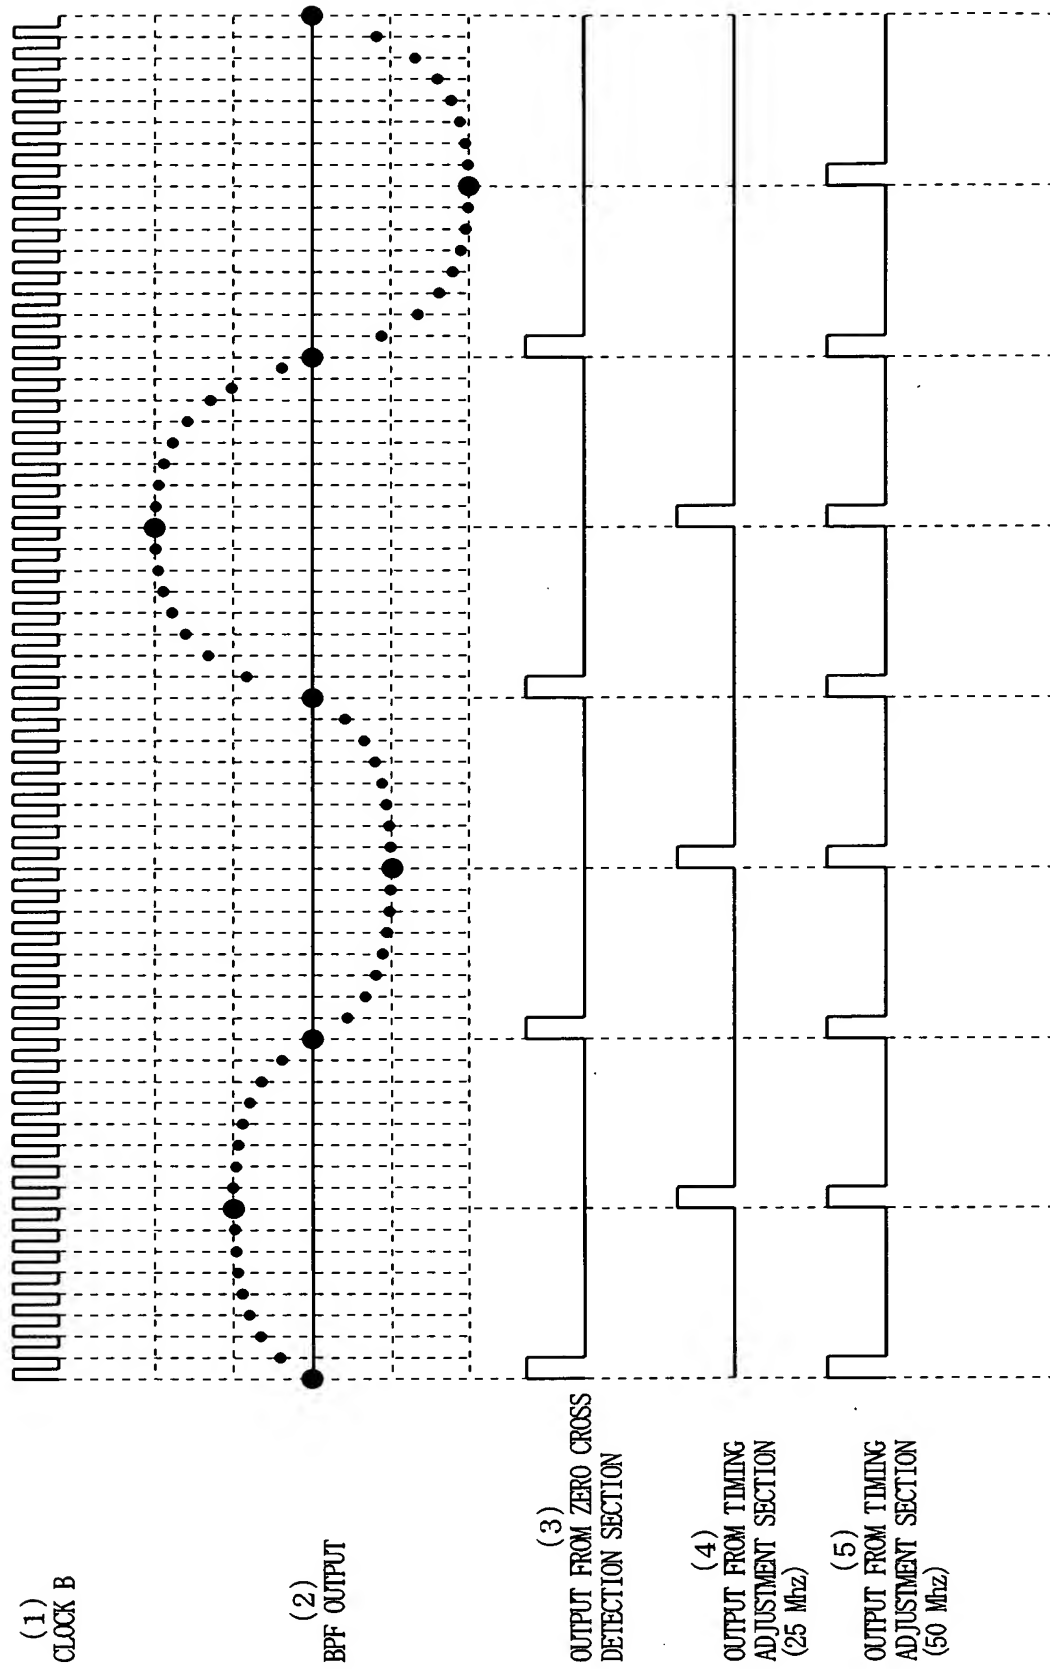 (1)
CLOCK B
(2)
BPF OUTPUT
(3)
OUTPUT FROM ZERO CROSS
DETECTION SECTION
(4)
OUTPUT FROM TIMING
ADJUSTMENT SECTION
(25 Mhz)
(5)
OUTPUT FROM TIMING
ADJUSTMENT SECTION
(50 Mhz)